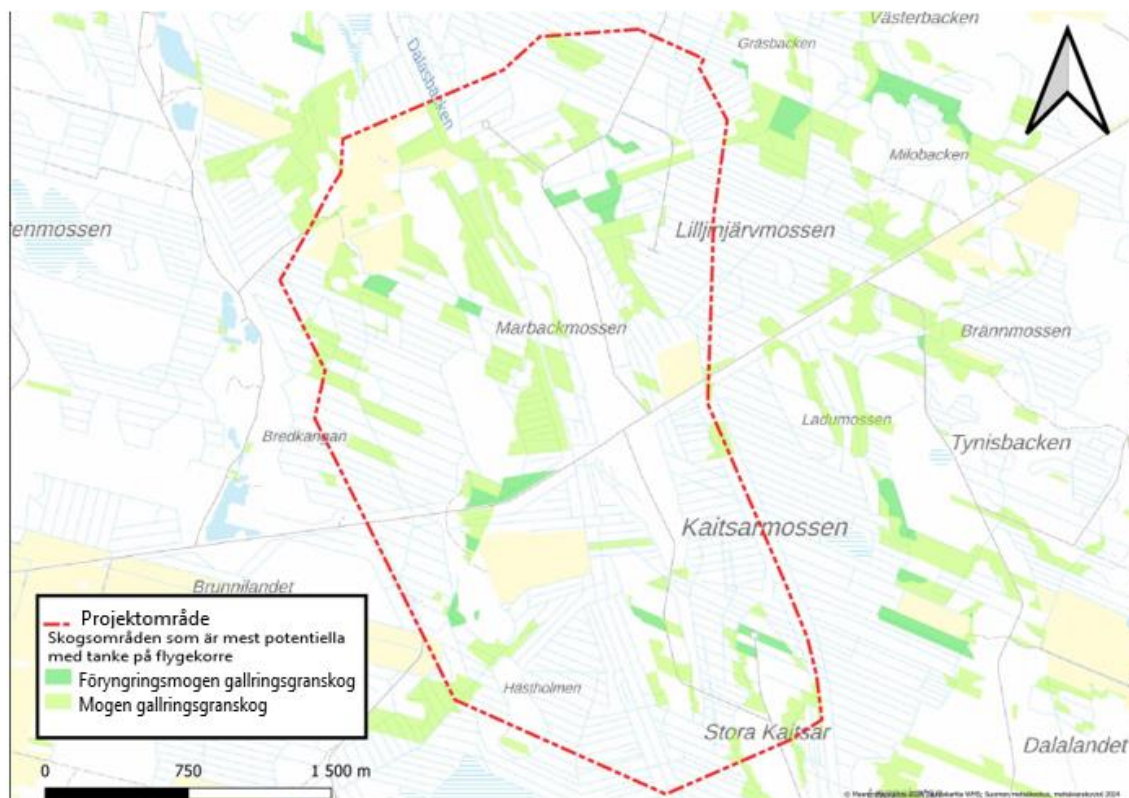 Västerbacken
Gräsbacken
Dalasbacken
Milobacken
tenmossen
Lilljinjärvmossen
Marbackmossen
Brännmossen
Bredkangan
Ladumossen
Tynisbacken
Kaitsarmossen
Brunnilandet
Projektområde
Skogsområden som är mest potentiella
med tanke på flygekorre
Föryngringsmogen gallringsgranskog
Mogen gallringsgranskog
Hästholmen
Stora Kaitsar
Dalalandet
0 750 1 500 m